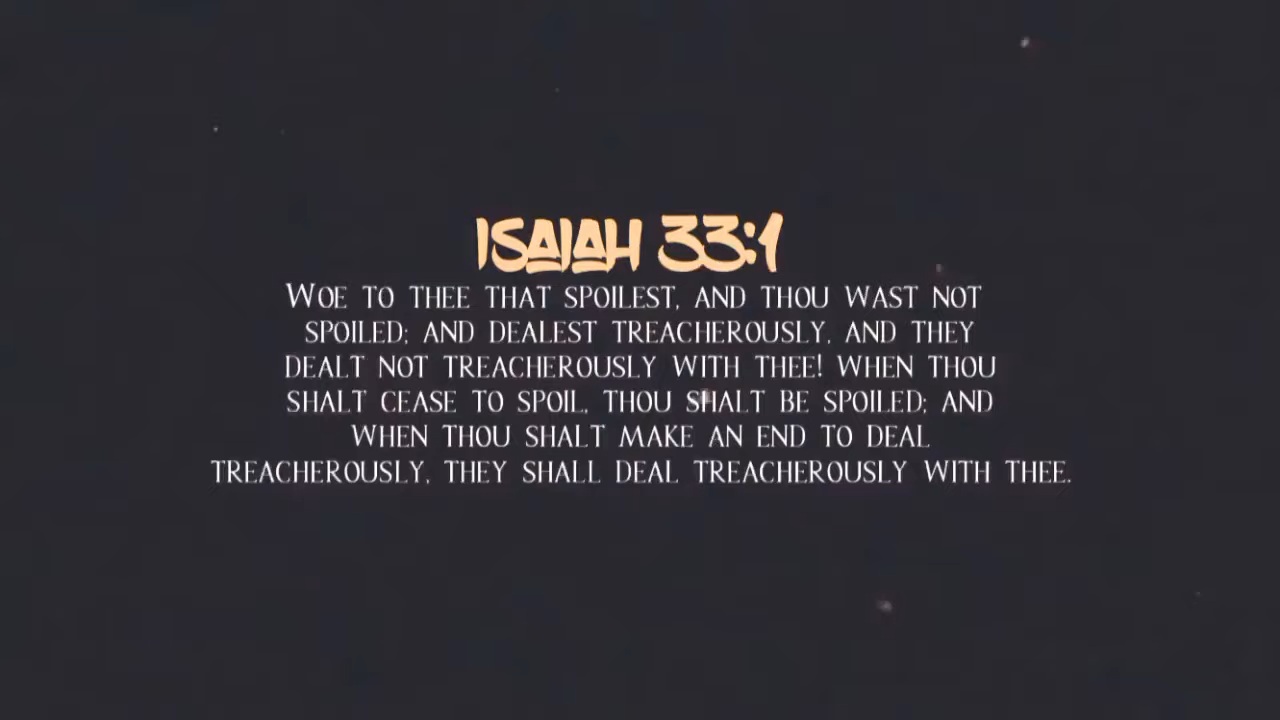 ISAIAH 33:1
WOE TO THEE THAT SPOILEST, AND THOU WAST NOT
SPOILED; AND DEALEST TREACHEROUSLY, AND THEY
DEALT NOT TREACHEROUSLY WITH THEE! WHEN THOU
SHALT CEASE TO SPOIL, THOU SHALT BE SPOILED; AND
WHEN THOU SHALT MAKE AN END TO DEAL
TREACHEROUSLY, THEY SHALL DEAL TREACHEROUSLY WITH THEE.